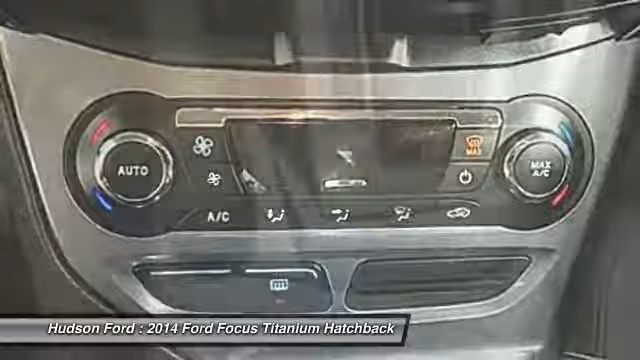 MAX
AUTO
MAX
A/C
A/C
Hudson Ford : 2014 Ford Focus Titanium Hatchback